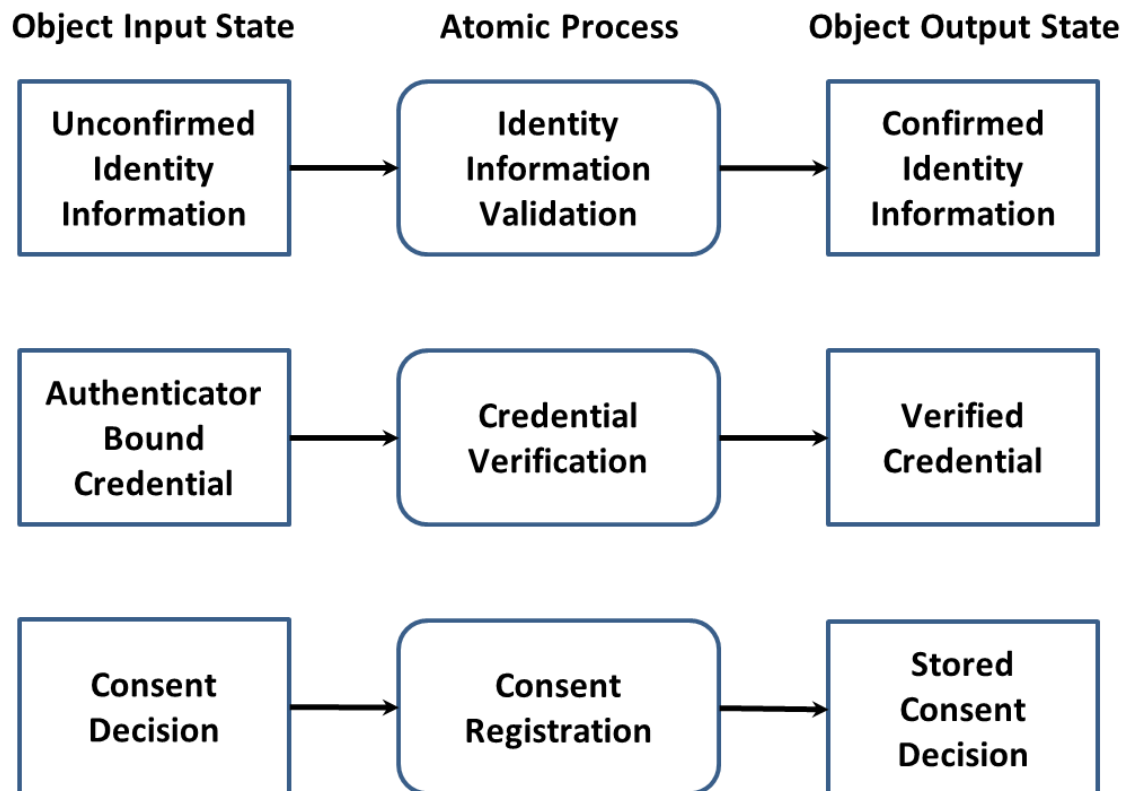 Object Input State
Atomic Process
Object Output State
Unconfirmed
Identity
Information
Identity
Information
Validation
Confirmed
Identity
Information
Authenticator
Bound
Credential
Credential
Verification
Verified
Credential
Consent
Decision
Consent
Registration
Stored
Consent
Decision